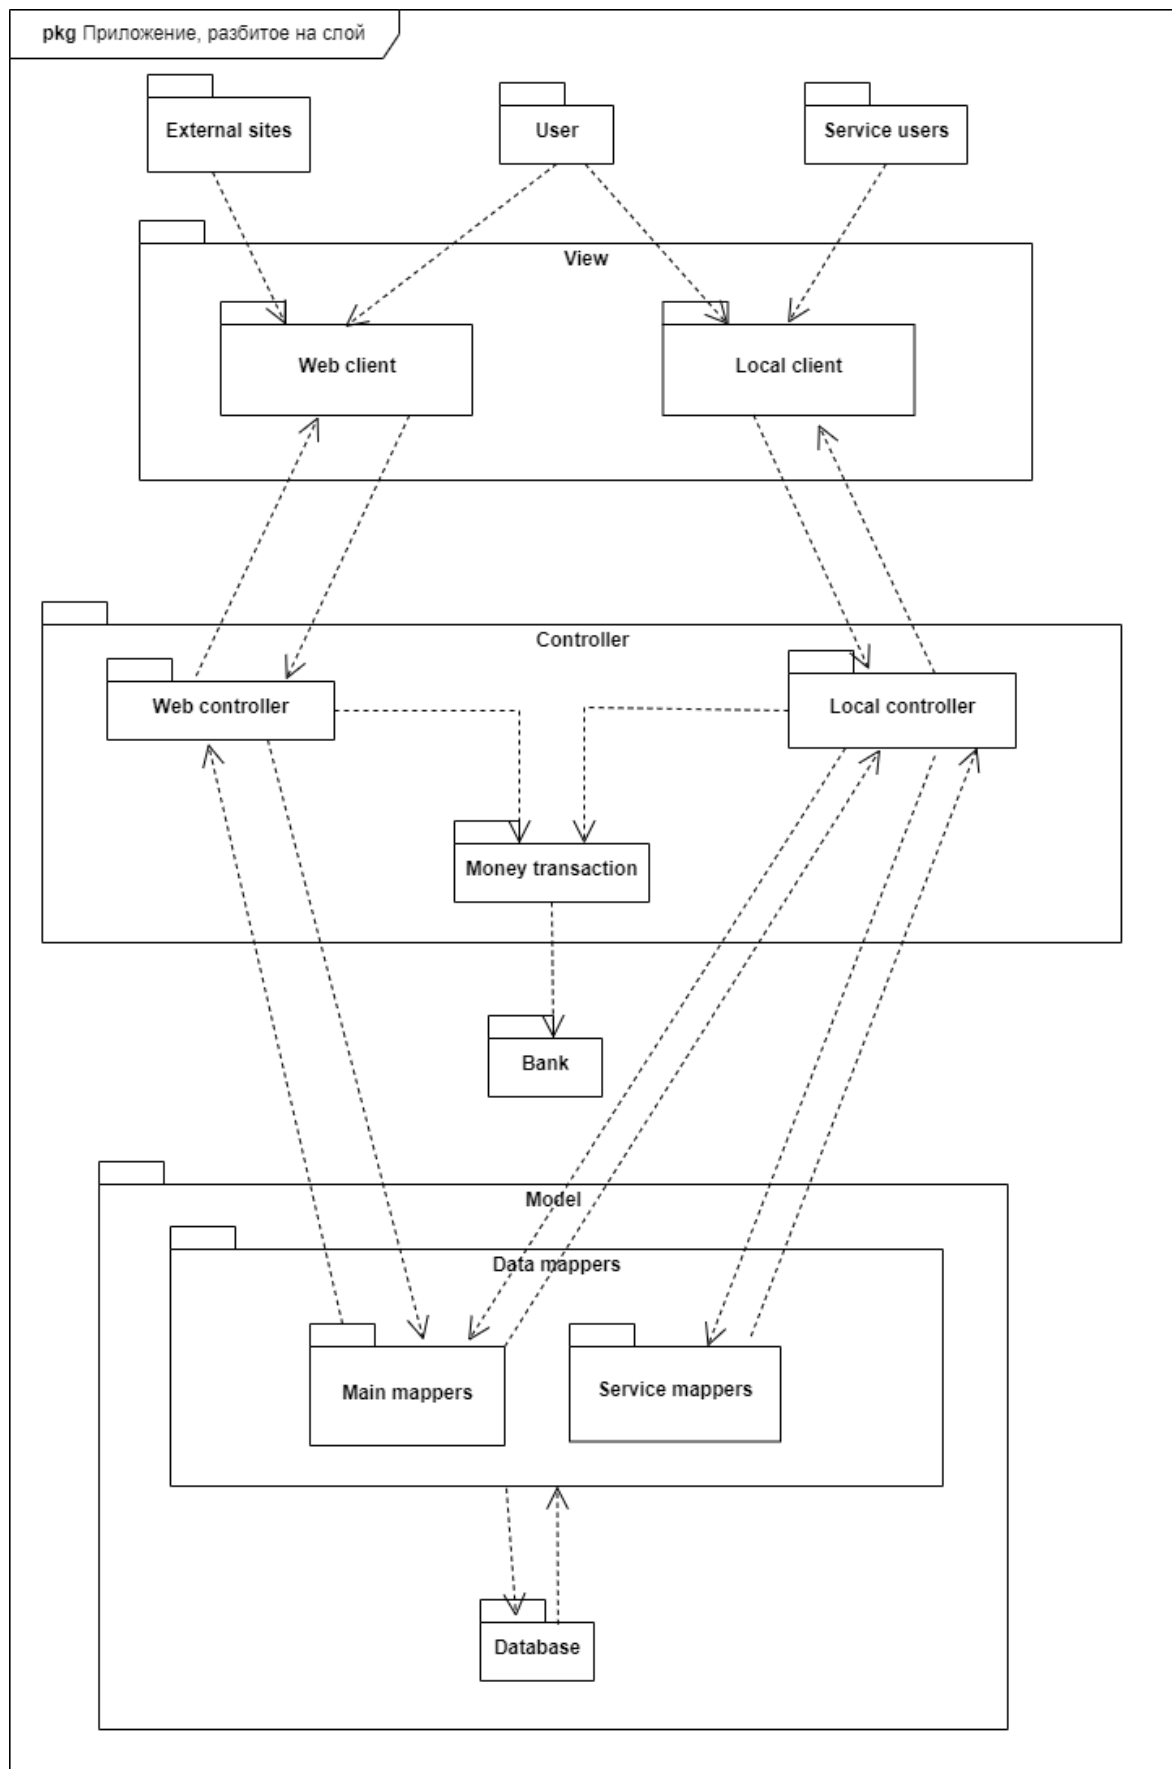 pkg Приложение, разбитое на слой
External sites
User
Service users
View
Web client
Local client
Controller
Web controller
Local controller
Money transaction
Bank
Model
Data mappers
Main mappers
Service mappers
Database